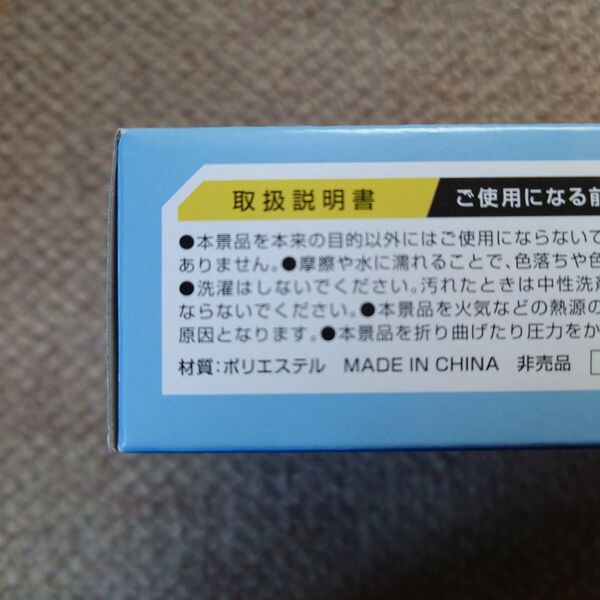 取扱説明書 ご使用になる前
●本景品を本来の目的以外にはご使用にならないで
ありません。●摩擦や水に濡れることで、色落ちや色
●洗濯はしないでください。汚れたときは中性洗剤
ならないでください。●本景品を火気などの熱源の
原因となります。●本景品を折り曲げたり圧力をか
材質:ポリエステル MADE IN CHINA 非売品